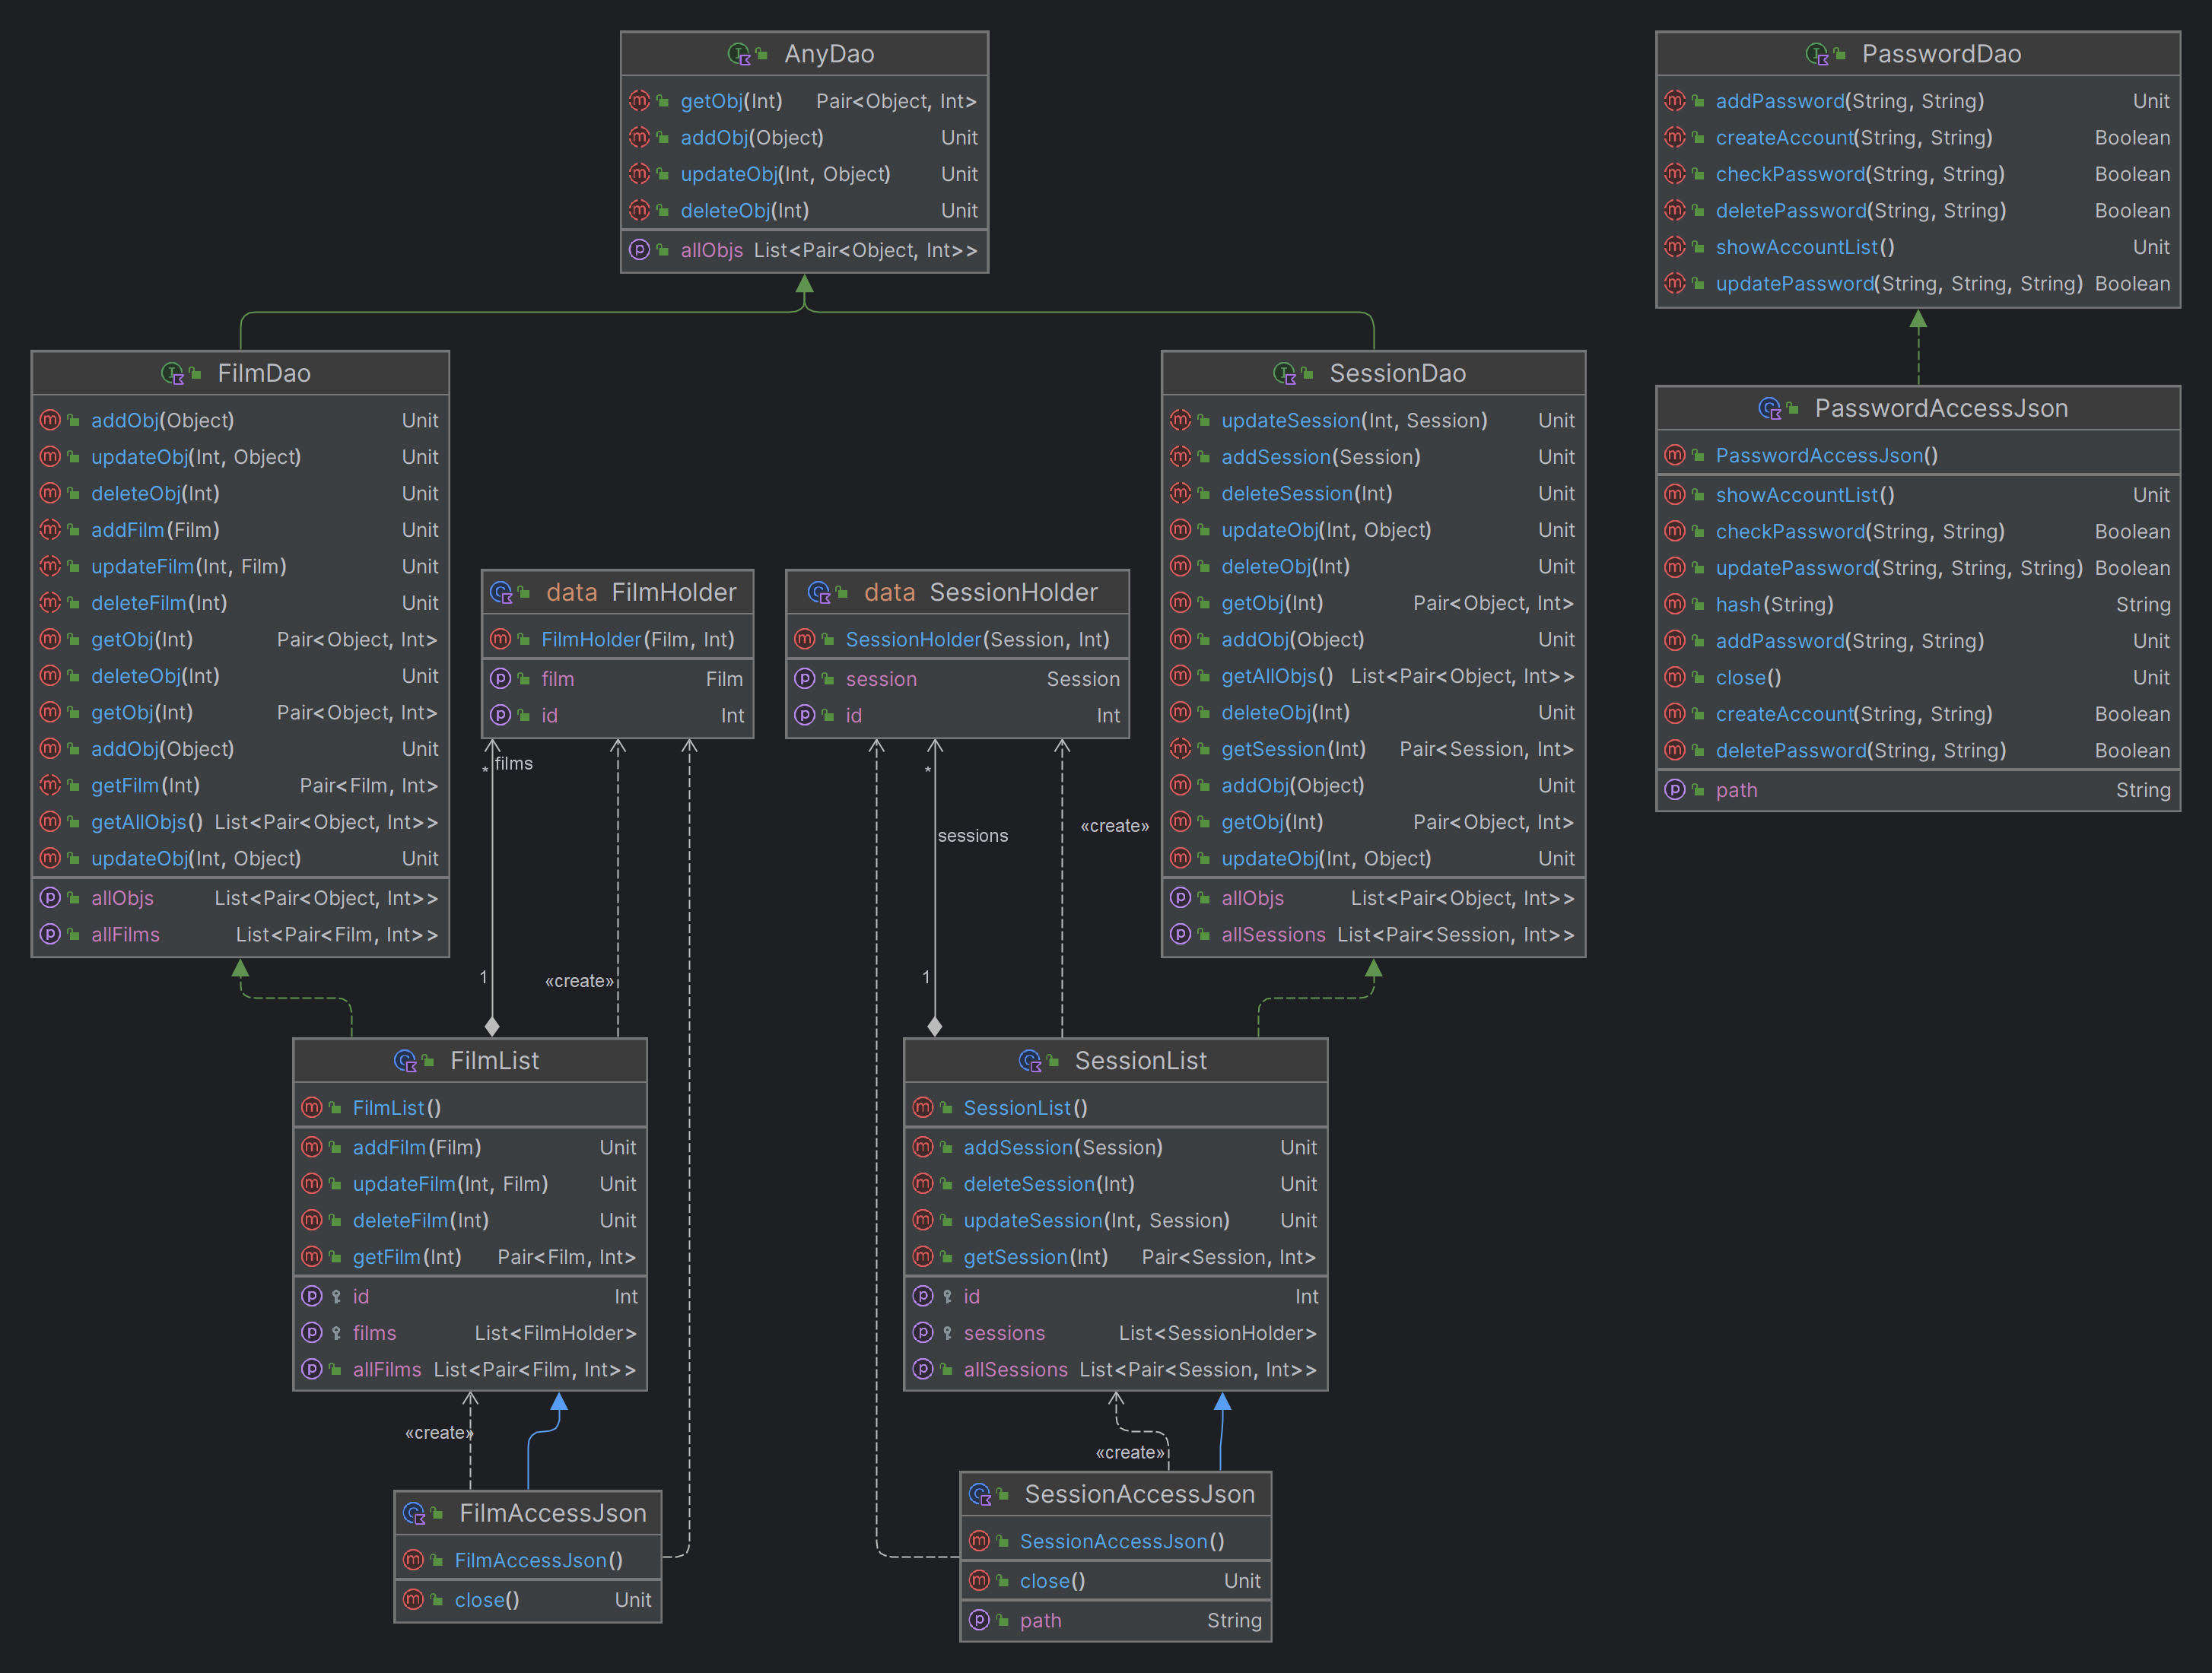 AnyDao
getObj(Int) Pair<Object, Int>
addObj(Object) Unit
updateObj(Int, Object) Unit
deleteObj(Int) Unit
allObjs List<Pair<Object, Int>>
PasswordDao
addPassword(String, String) Unit
createAccount(String, String) Boolean
checkPassword(String, String) Boolean
deletePassword(String, String) Boolean
showAccountList() Unit
updatePassword(String, String, String) Boolean
FilmDao
addObj(Object) Unit
updateObj(Int, Object) Unit
deleteObj(Int) Unit
addFilm(Film) Unit
updateFilm(Int, Film) Unit
deleteFilm(Int) Unit
getObj(Int) Pair<Object, Int>
deleteObj(Int) Unit
getObj(Int) Pair<Object, Int>
addObj(Object) Unit
getFilm(Int) Pair<Film, Int>
getAllObjs() List<Pair<Object, Int>>
updateObj(Int, Object) Unit
allObjs List<Pair<Object, Int>>
allFilms List<Pair<Film, Int>>
data FilmHolder
FilmHolder(Film, Int)
film Film
id Int
data SessionHolder
SessionHolder(Session, Int)
session Session
id Int
SessionDao
updateSession(Int, Session) Unit
addSession(Session) Unit
deleteSession(Int) Unit
updateObj(Int, Object) Unit
deleteObj(Int) Unit
getObj(Int) Pair<Object, Int>
addObj(Object) Unit
getAllObjs() List<Pair<Object, Int>>
deleteObj(Int) Unit
getSession(Int) Pair<Session, Int>
addObj(Object) Unit
getObj(Int) Pair<Object, Int>
updateObj(Int, Object) Unit
allObjs List<Pair<Object, Int>>
allSessions List<Pair<Session, Int>>
PasswordAccessJson
PasswordAccessJson()
showAccountList() Unit
checkPassword(String, String) Boolean
updatePassword(String, String, String) Boolean
hash(String) String
addPassword(String, String) Unit
close() Unit
createAccount(String, String) Boolean
deletePassword(String, String) Boolean
path String
* films
*
sessions
«create»
1
«create»
1
FilmList
FilmList()
addFilm(Film) Unit
updateFilm(Int, Film) Unit
deleteFilm(Int) Unit
getFilm(Int) Pair<Film, Int>
id Int
films List<FilmHolder>
allFilms List<Pair<Film, Int>>
SessionList
SessionList()
addSession(Session) Unit
deleteSession(Int) Unit
updateSession(Int, Session) Unit
getSession(Int) Pair<Session, Int>
id Int
sessions List<SessionHolder>
allSessions List<Pair<Session, Int>>
«create»
«create»
FilmAccessJson
FilmAccessJson()
close() Unit
SessionAccessJson
SessionAccessJson()
close() Unit
path String